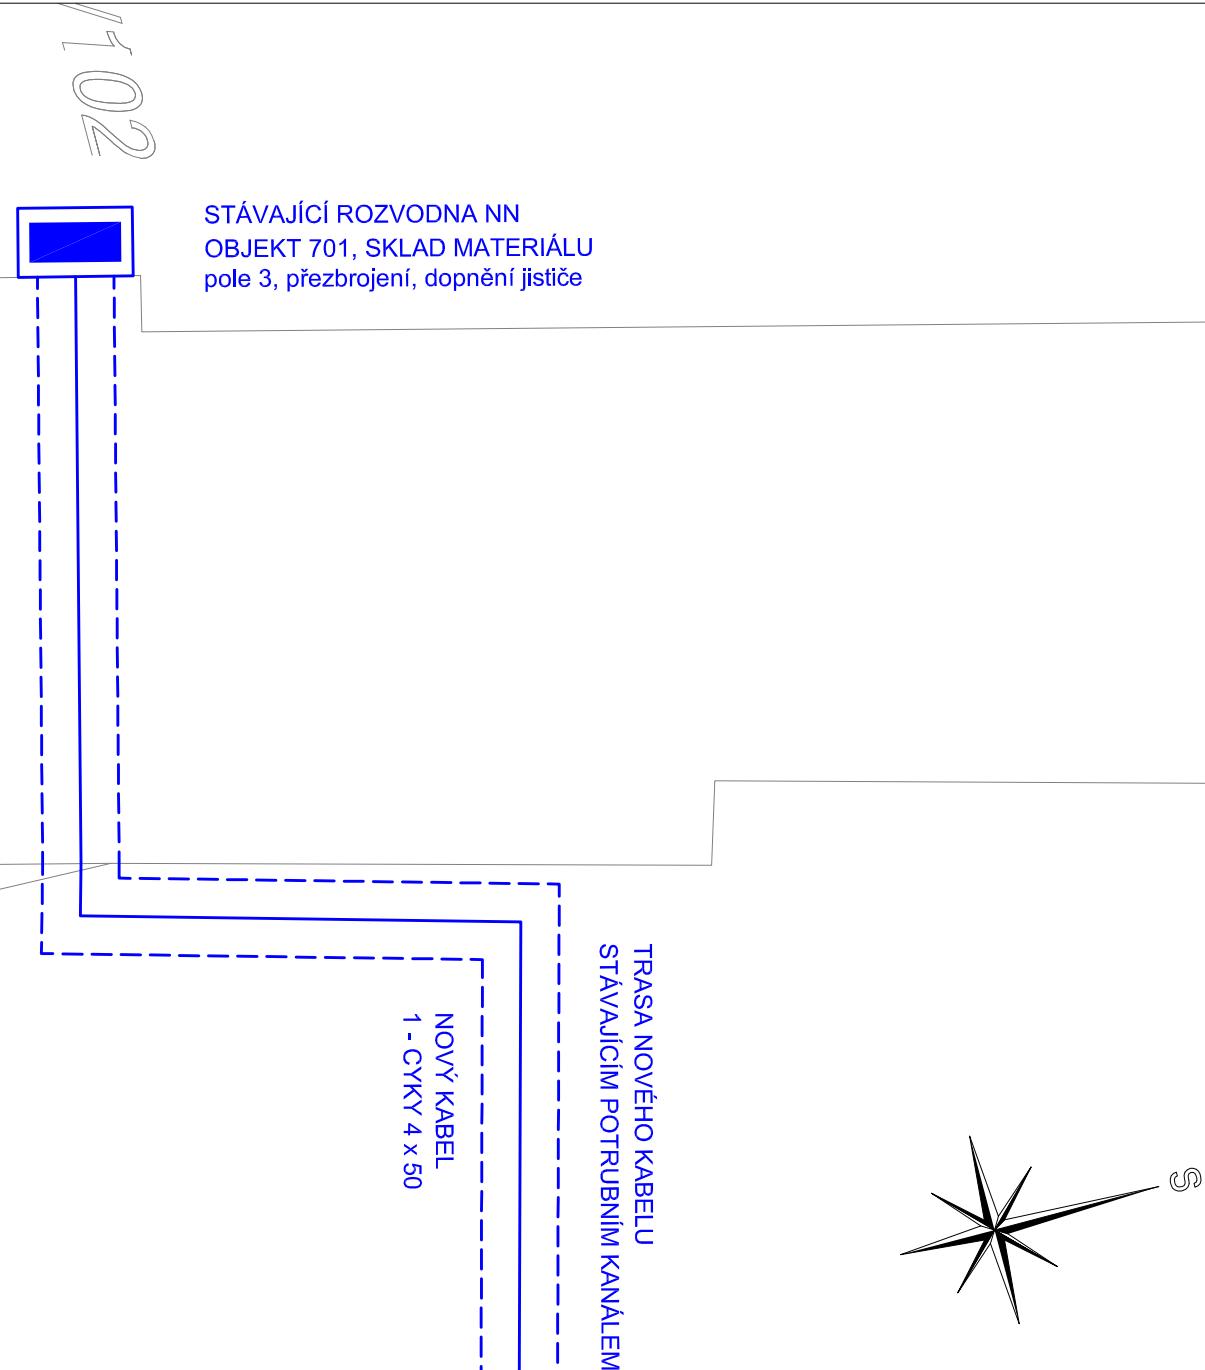 /102
STÁVAJÍCÍ ROZVODNA NN
OBJEKT 701, SKLAD MATERIÁLU
pole 3, přezbrojení, dopnění jističe
TRASA NOVÉHO KABELU
STÁVAJÍCÍM POTRUBNÍM KANÁLEM
NOVÝ KABEL
1 - CYKY 4 x 50
S